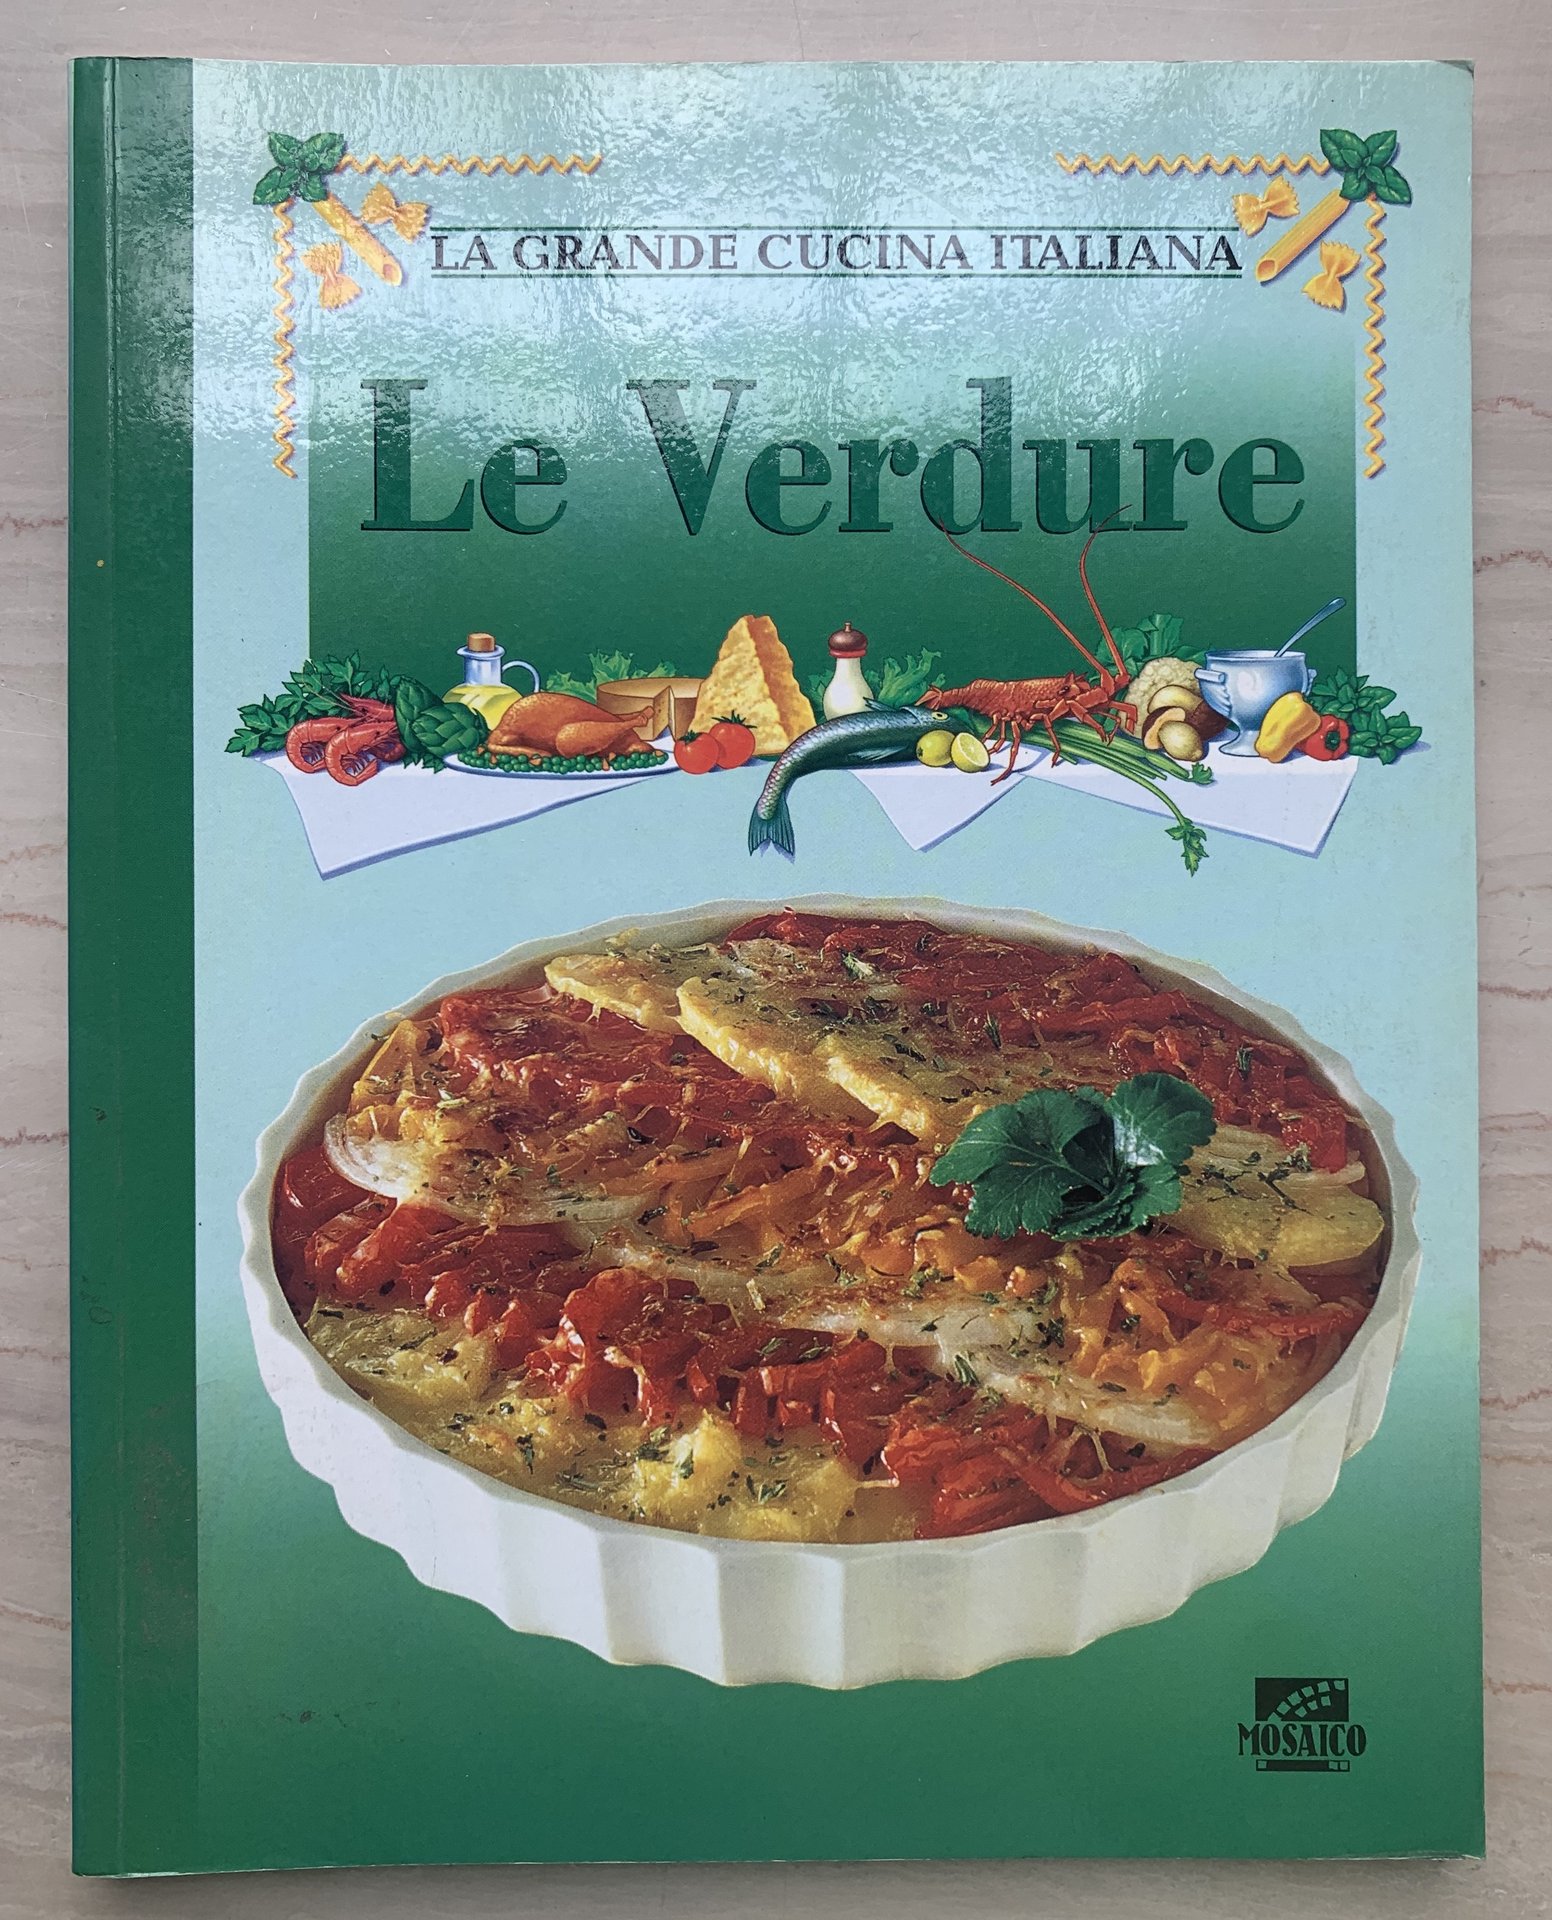 LA GRANDE CUCINA ITALIANA
Le Verdure
MOSAICO